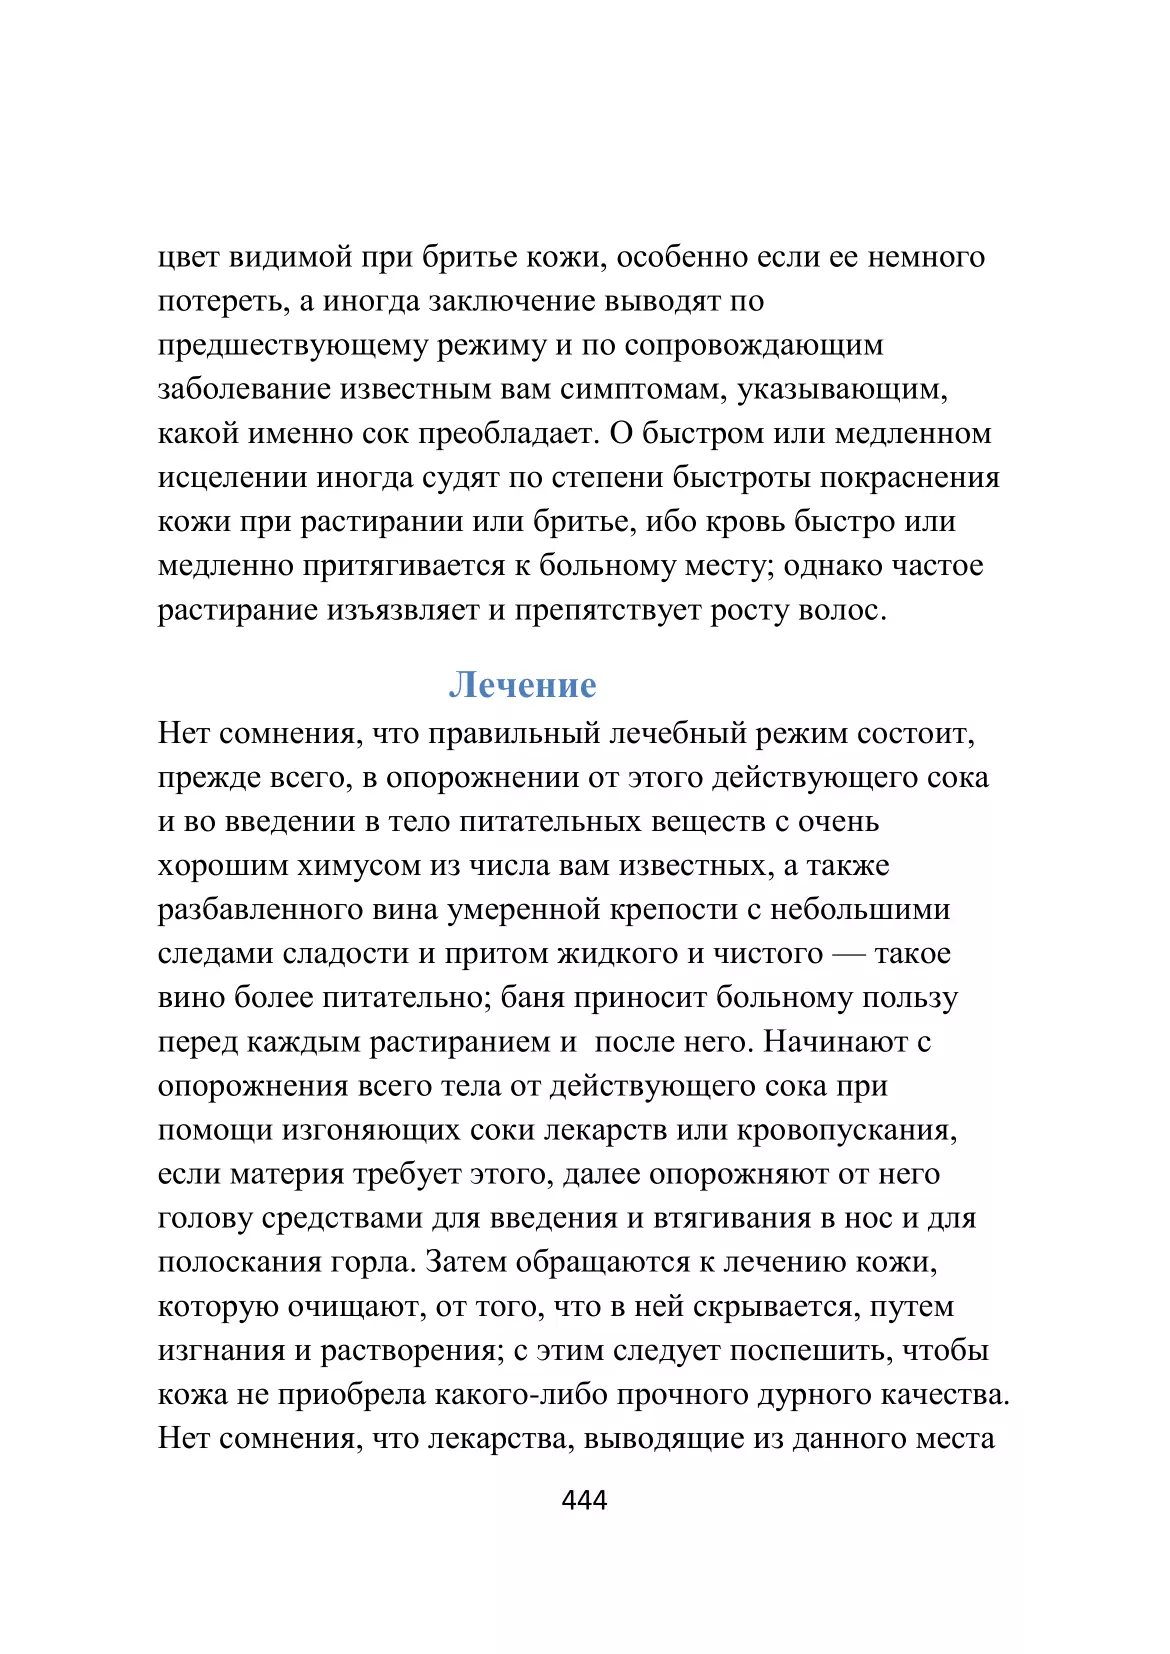 цвет видимой при бритье кожи, особенно если ее немного
потереть, а иногда заключение выводят по
предшествующему режиму и по сопровождающим
заболевание известным вам симптомам, указывающим,
какой именно сок преобладает. О быстром или медленном
исцелении иногда судят по степени быстроты покраснения
кожи при растирании или бритье, ибо кровь быстро или
медленно притягивается к больному месту; однако частое
растирание изъязвляет и препятствует росту волос.
Лечение
Нет сомнения, что правильный лечебный режим состоит,
прежде всего, в опорожнении от этого действующего сока
и во введении в тело питательных веществ с очень
хорошим химусом из числа вам известных, а также
разбавленного вина умеренной крепости с небольшими
следами сладости и притом жидкого и чистого — такое
вино более питательно; баня приносит больному пользу
перед каждым растиранием и  после него. Начинают с
опорожнения всего тела от действующего сока при
помощи изгоняющих соки лекарств или кровопускания,
если материя требует этого, далее опорожняют от него
голову средствами для введения и втягивания в нос и для
полоскания горла. Затем обращаются к лечению кожи,
которую очищают, от того, что в ней скрывается, путем
изгнания и растворения; с этим следует поспешить, чтобы
кожа не приобрела какого-либо прочного дурного качества.
Нет сомнения, что лекарства, выводящие из данного места
444